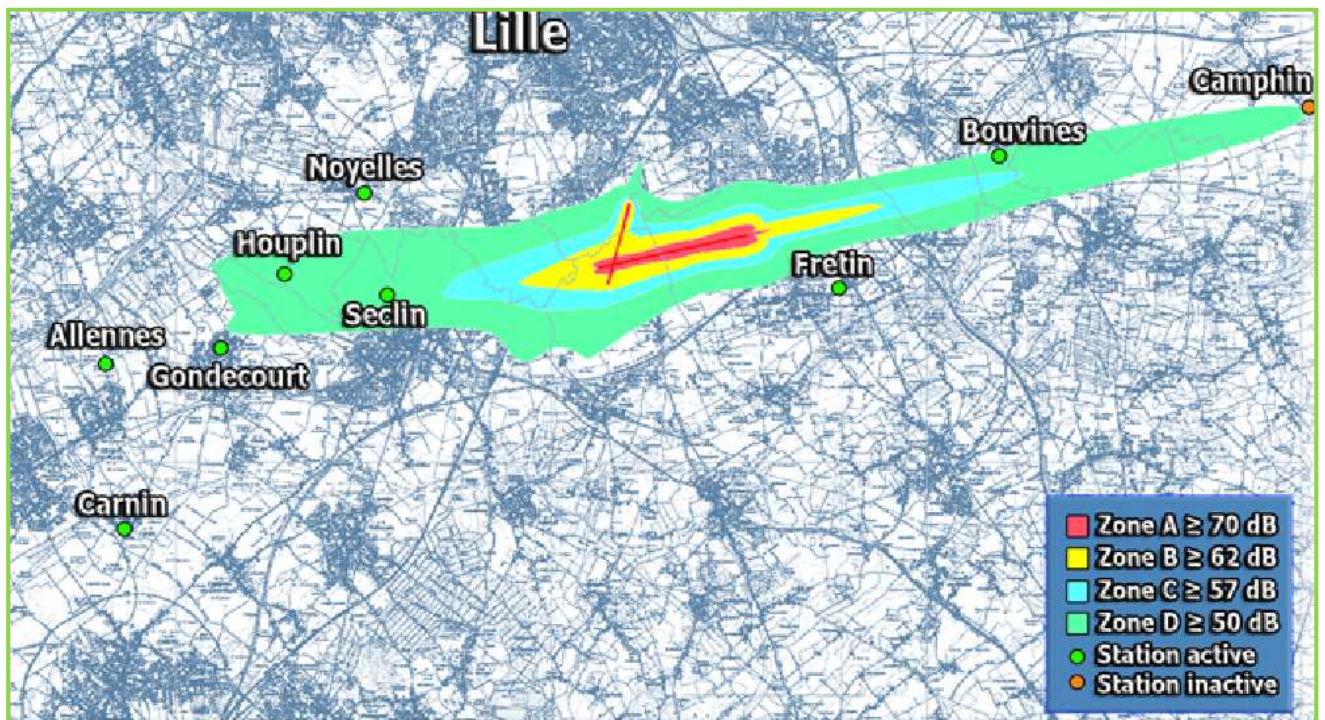 Lille
Camphin
Bouvines
Noyelles
Houplin
Fretin
Seclin
Allennes
Gondecourt
Carnin
Zone A ≥ 70 dB
Zone B ≥ 62 dB
Zone C ≥ 57 dB
Zone D ≥ 50 dB
Station active
Station inactive